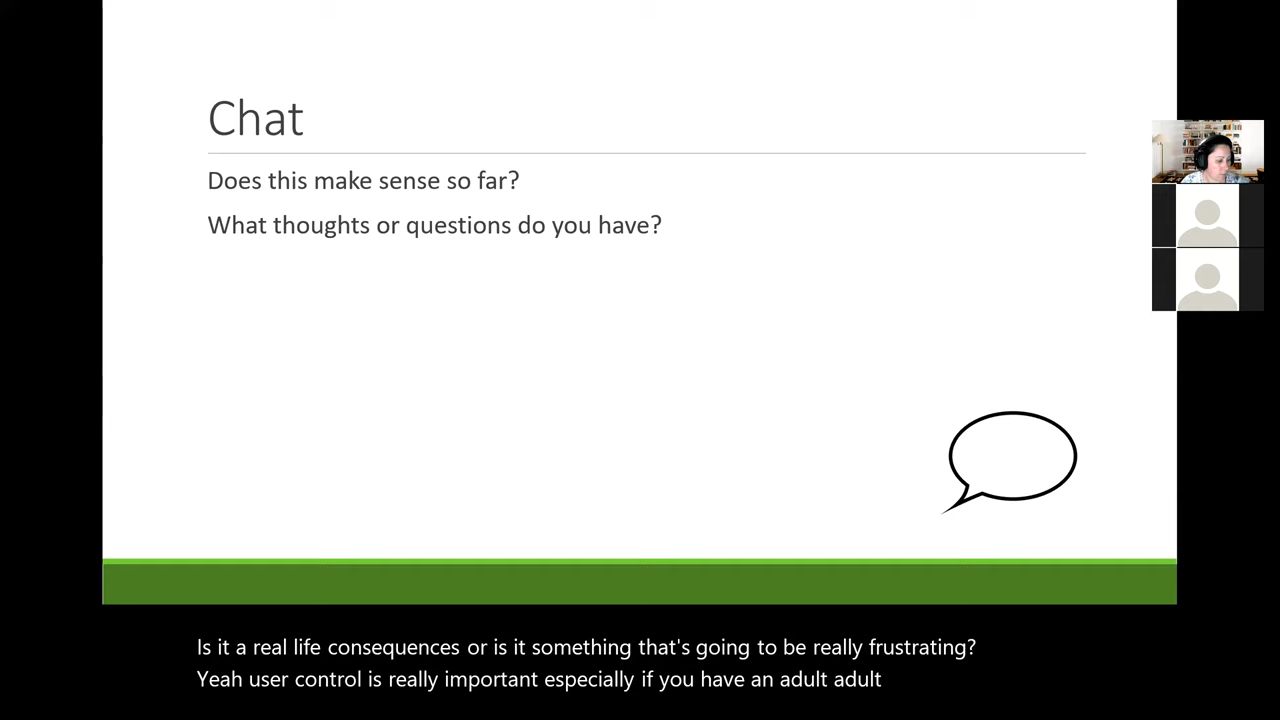 Chat
Does this make sense so far?
What thoughts or questions do you have?
Is it a real life consequences or is it something that's going to be really frustrating?
Yeah user control is really important especially if you have an adult adult